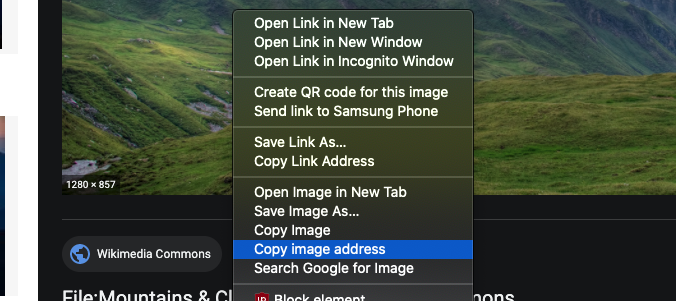 Open Link in New Tab
Open Link in New Window
Open Link in Incognito Window
Create QR code for this image
Send link to Samsung Phone
Save Link As...
Copy Link Address
1280 × 857
Open Image in New Tab
Save Image As...
Copy Image
Copy image address
Search Google for Image
Wikimedia Commons
Block element
File:Mountains & Cl